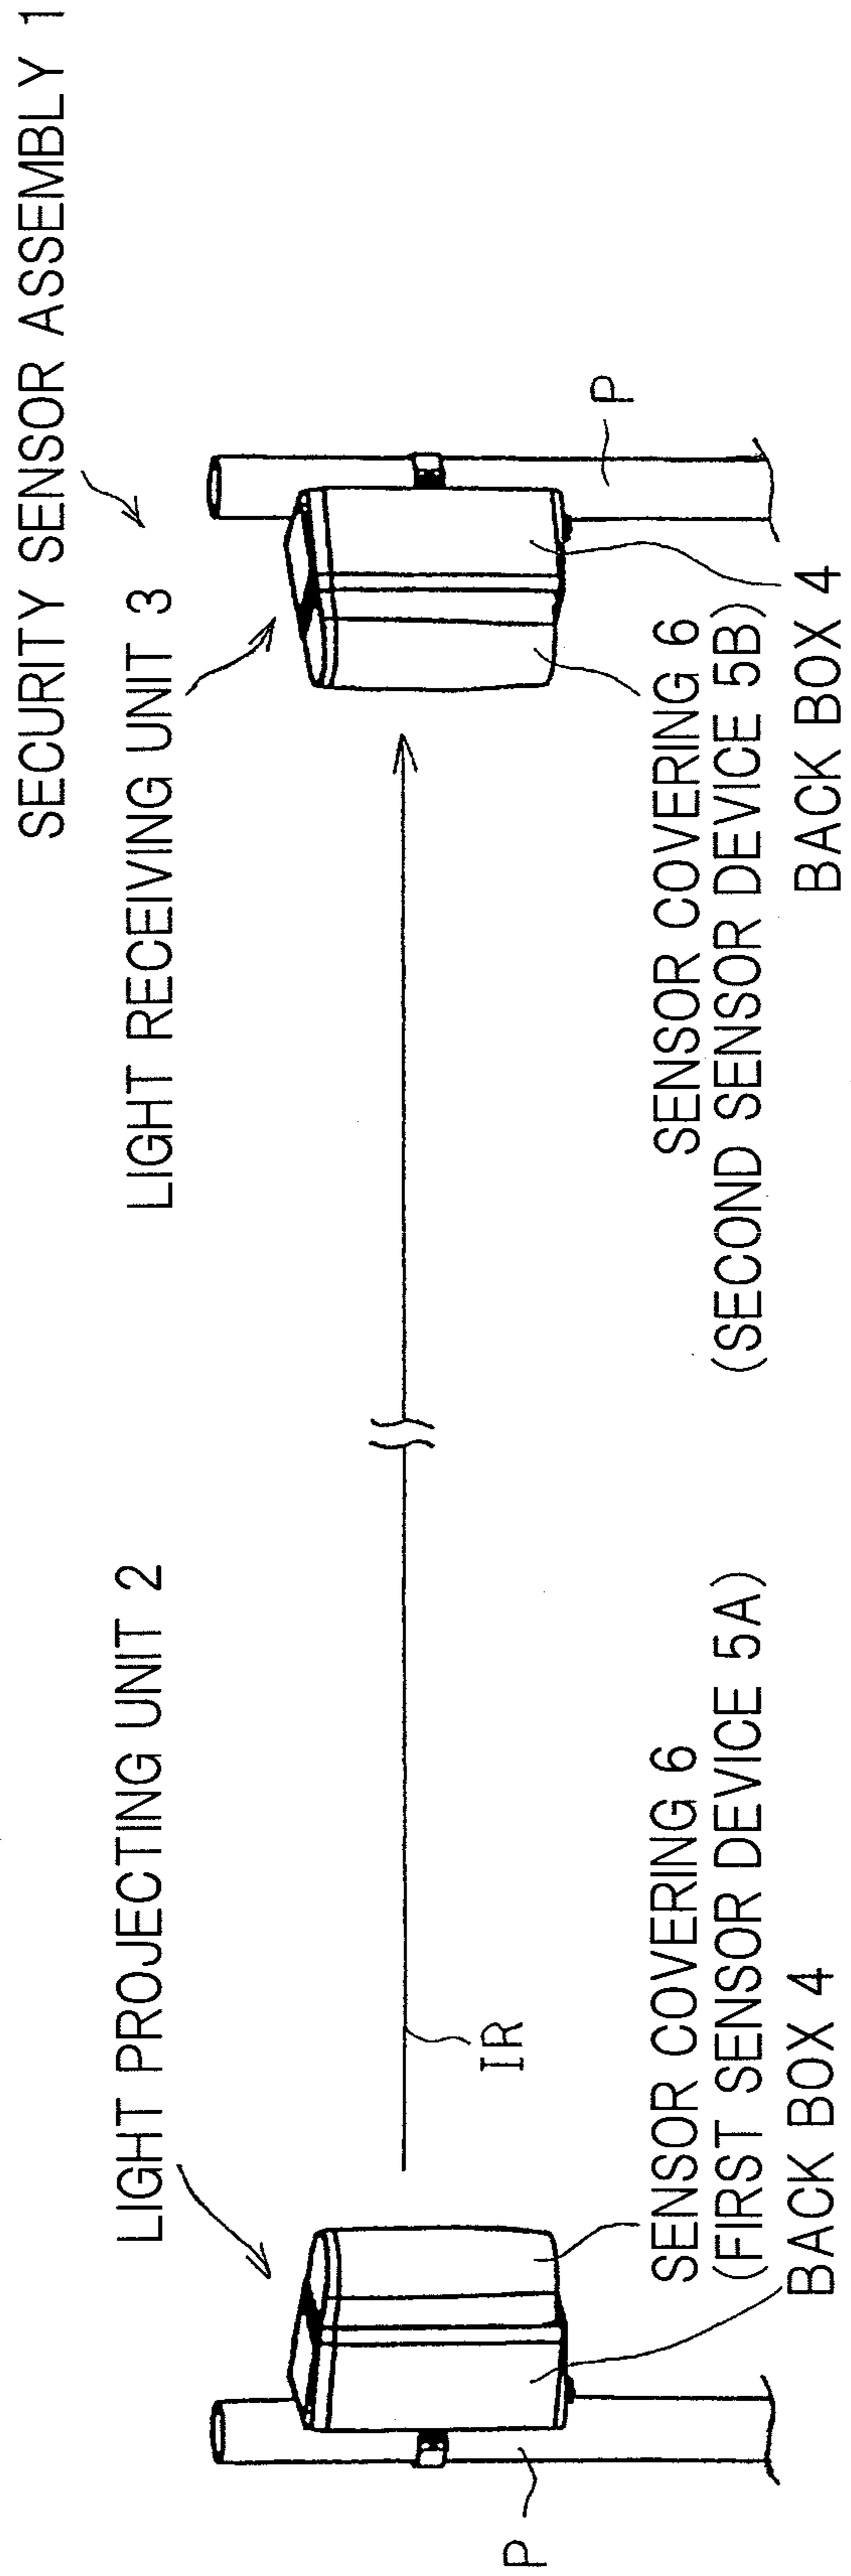 SECURITY SENSOR ASSEMBLY 1
LIGHT PROJECTING UNIT 2
LIGHT RECEIVING UNIT 3
IR
P
P
SENSOR COVERING 6
(FIRST SENSOR DEVICE 5A)
BACK BOX 4
SENSOR COVERING 6
(SECOND SENSOR DEVICE 5B)
BACK BOX 4